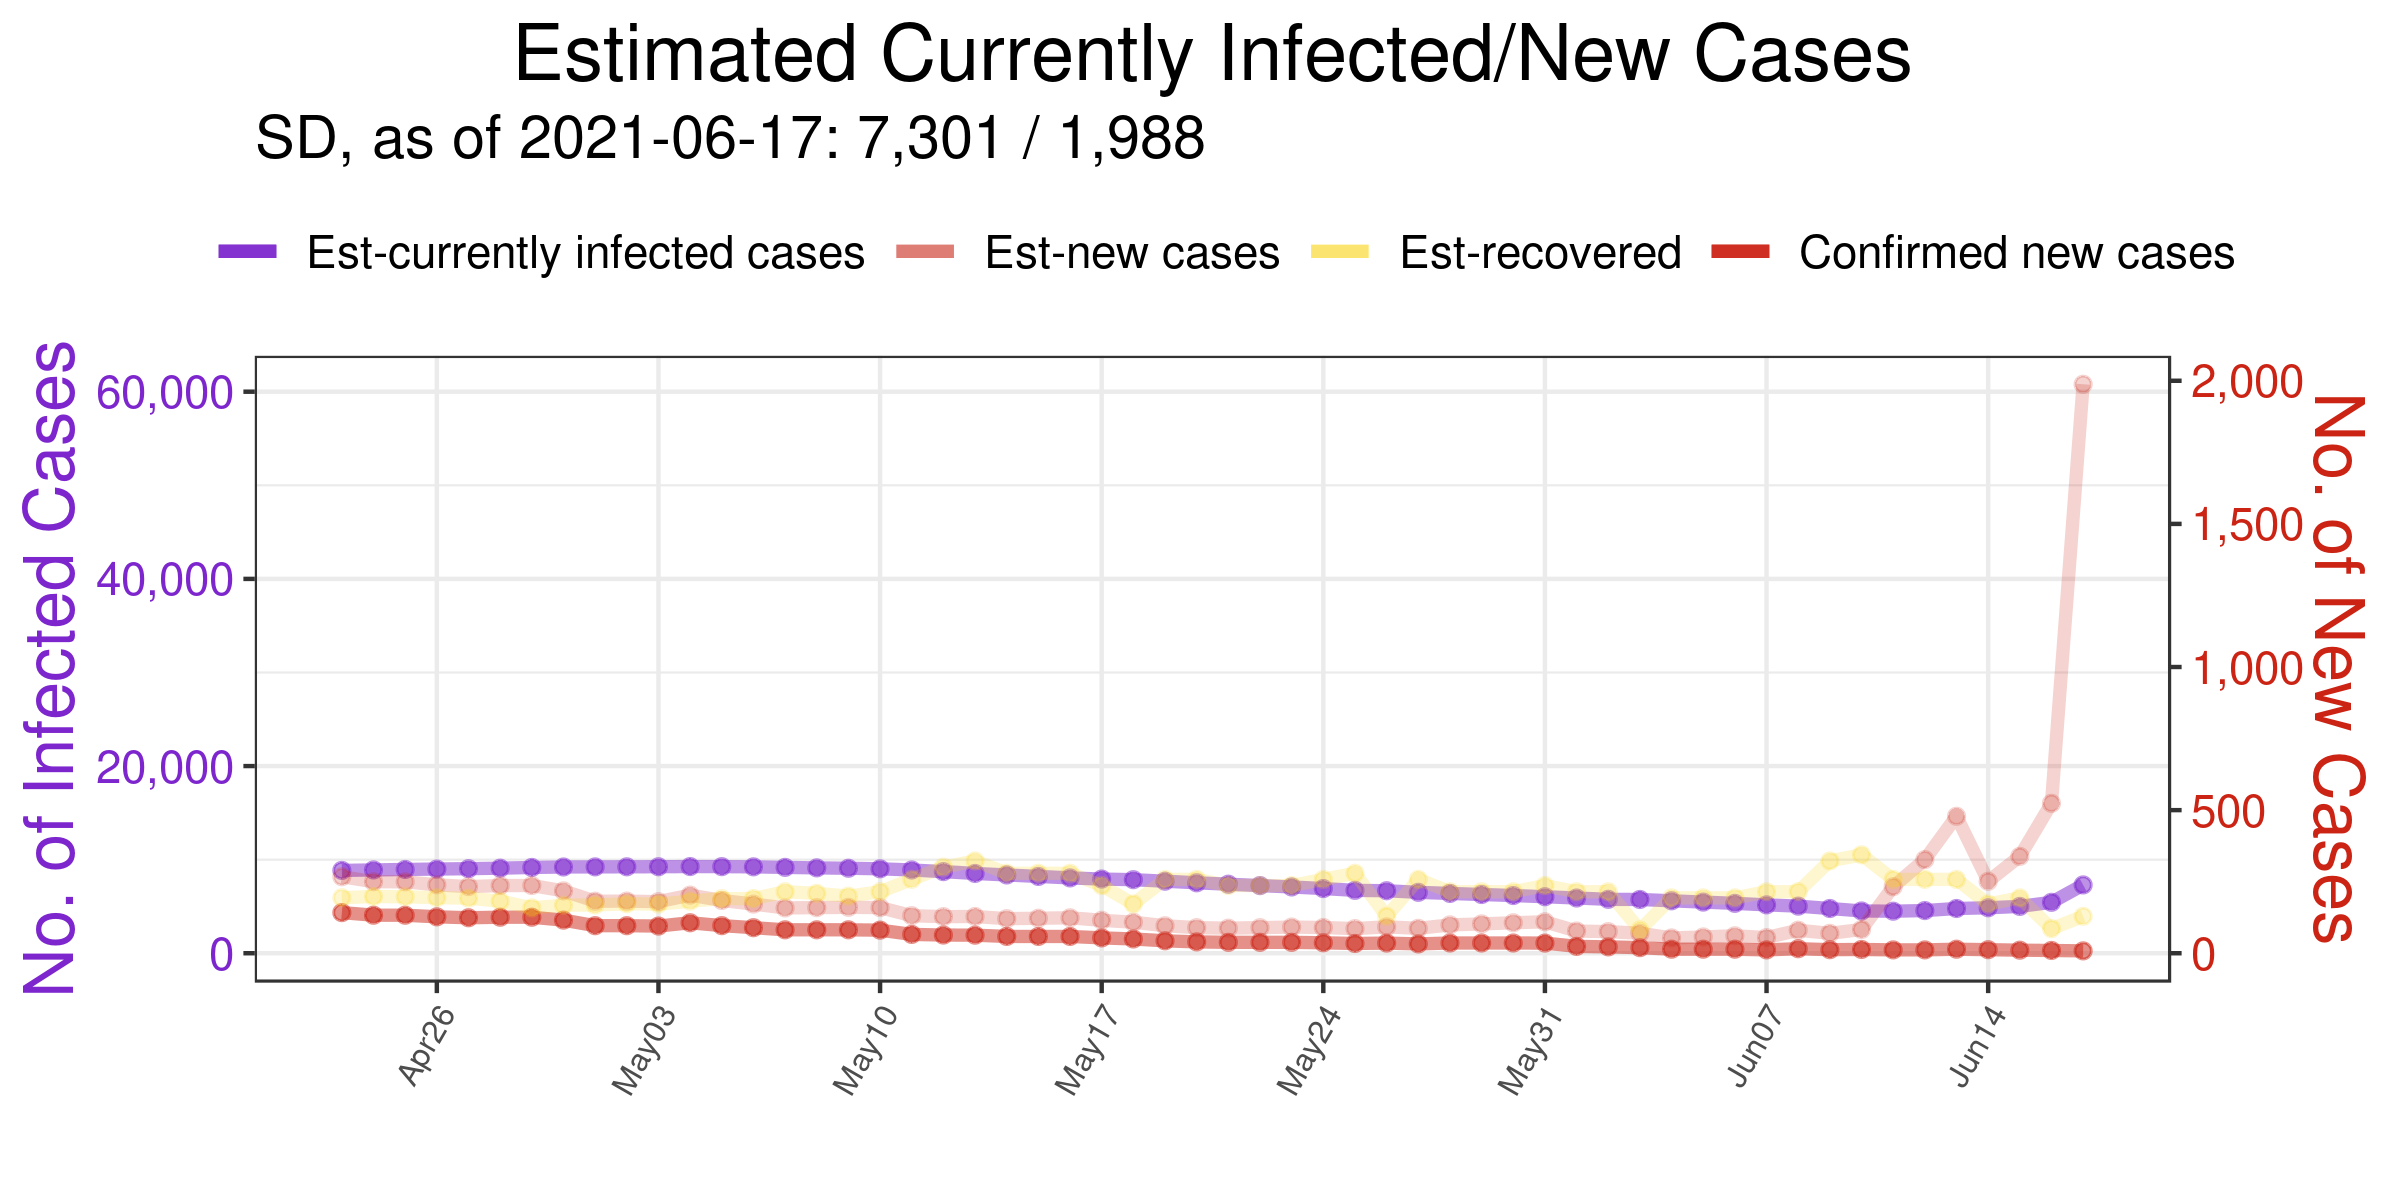 Estimated Currently Infected/New Cases
SD, as of 2021-06-17: 7,301 / 1,988
Est-currently infected cases Est-new cases Est-recovered Confirmed new cases
No. of Infected Cases
60,000
40,000
20,000
0
2,000
1,500
1,000
500
0
No. of New Cases
Apr26 May03 May10 May17 May24 May31 Jun07 Jun14